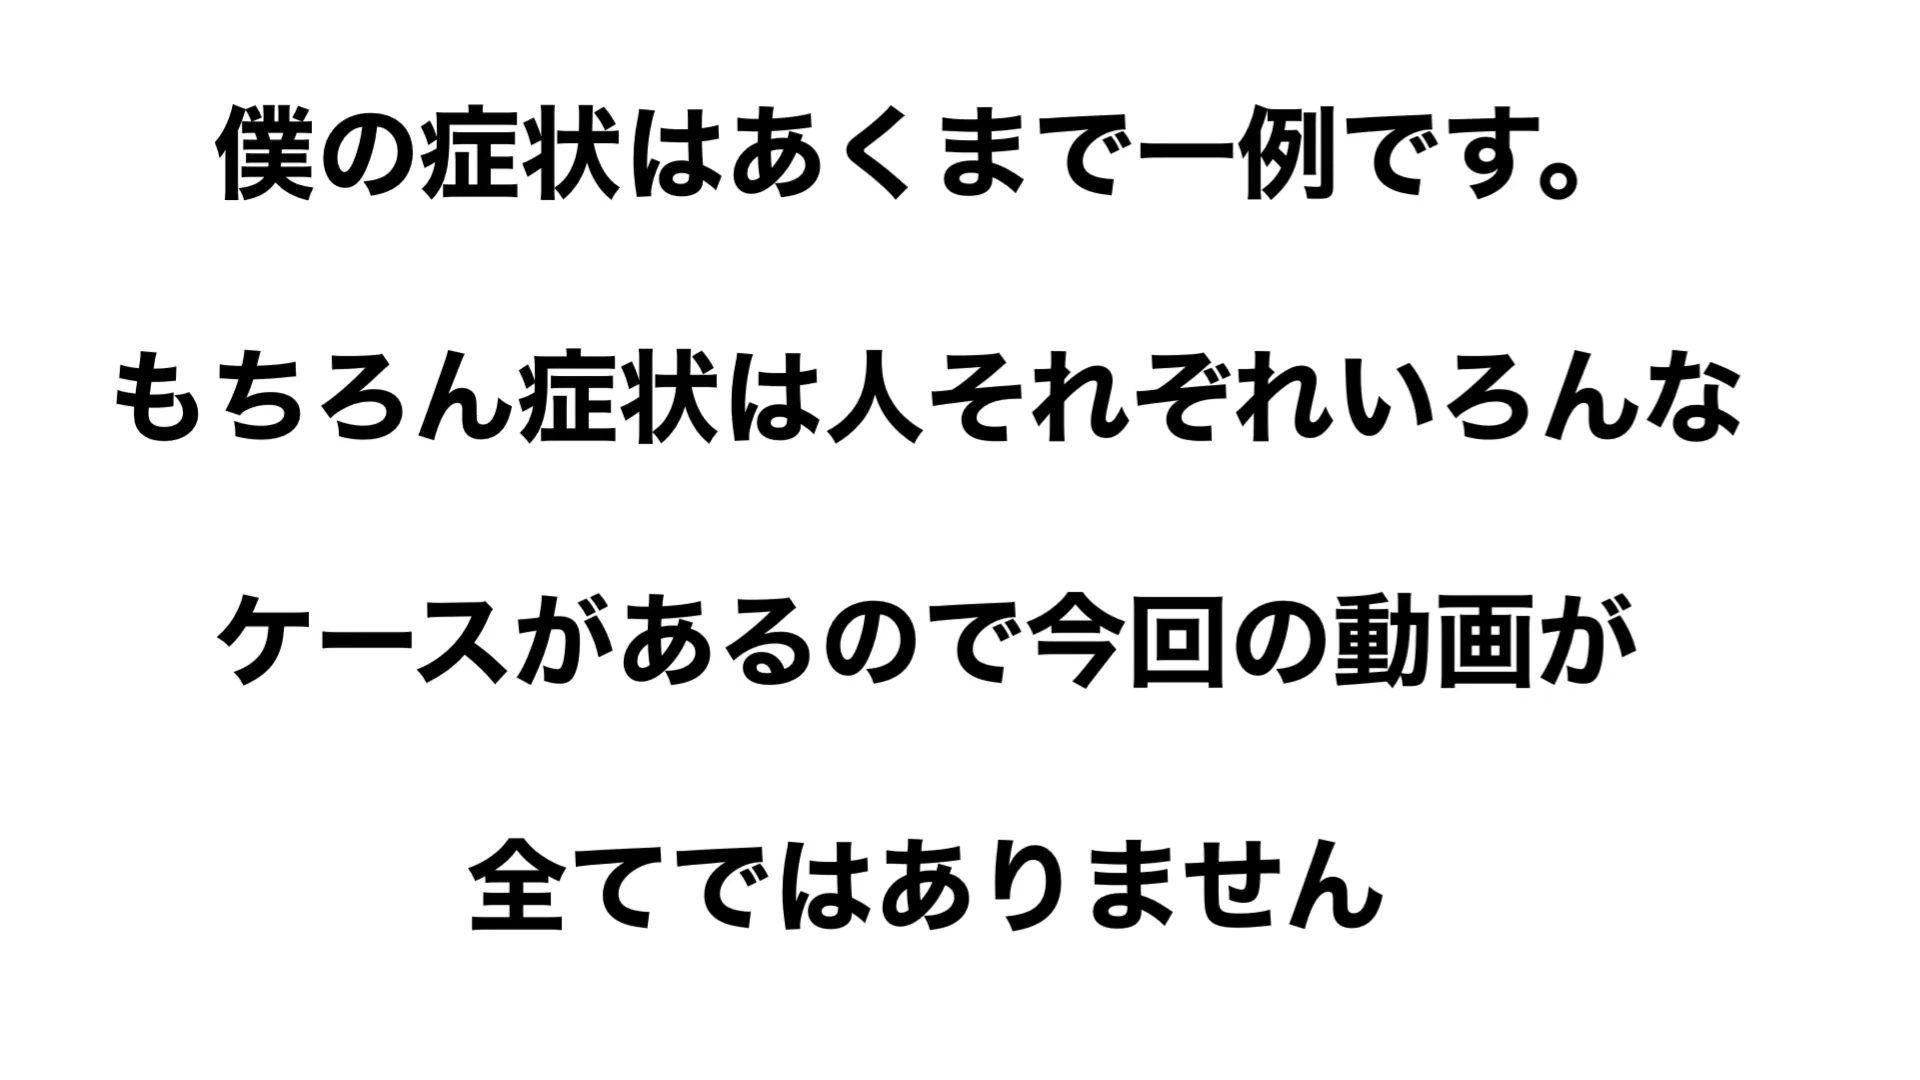 僕の症状はあくまで一例です。
もちろん症状は人それぞれいろんな
ケースがあるので今回の動画が
全てではありません